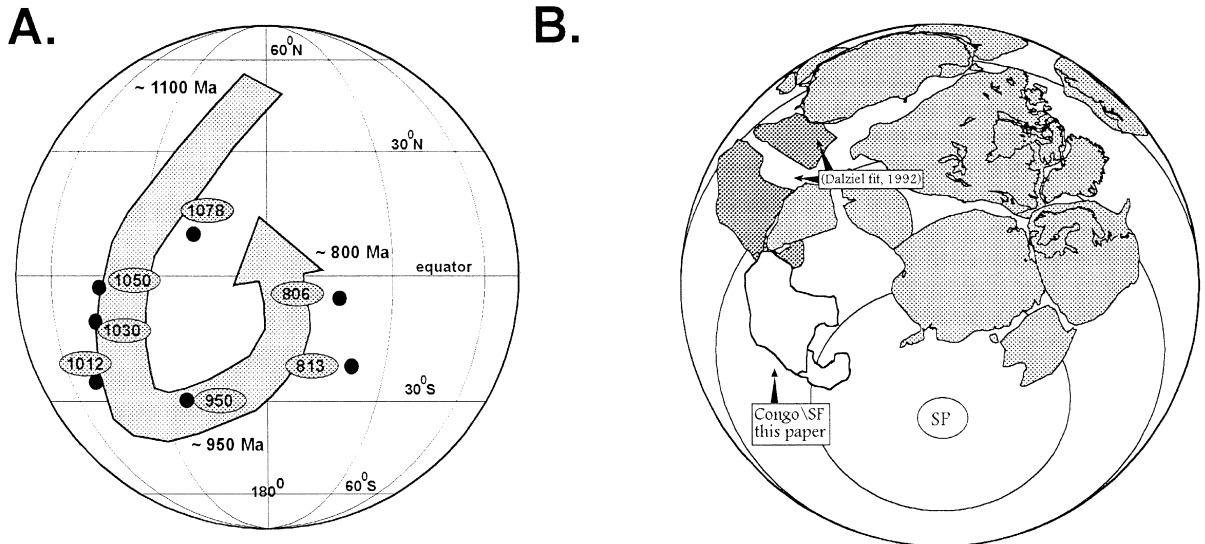 A.
60⁰N
~ 1100 Ma
30⁰N
1078
~ 800 Ma
equator
1050
806
1030
1012
813
950
30⁰S
~ 950 Ma
180⁰
60⁰S
B.
(Dalziel fit, 1992)
Congo\SF
this paper
SP